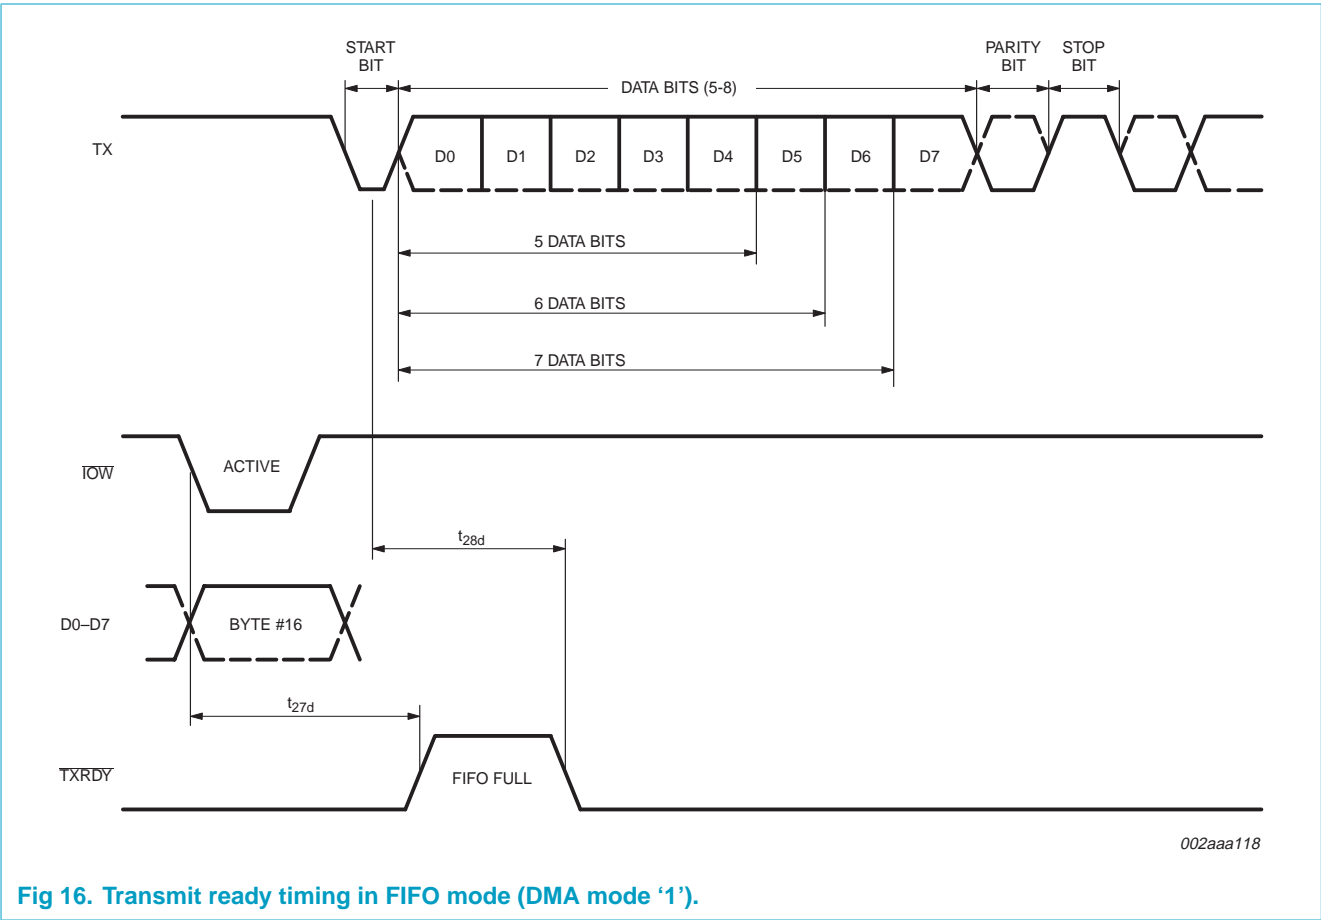 START
BIT
DATA BITS (5-8)
PARITY
BIT
STOP
BIT
TX
D0 D1 D2 D3 D4 D5 D6 D7
5 DATA BITS
6 DATA BITS
7 DATA BITS
IOW
ACTIVE
t28d
D0–D7
BYTE #16
t27d
TXRDY
FIFO FULL
002aaa118
Fig 16. Transmit ready timing in FIFO mode (DMA mode ‘1’).